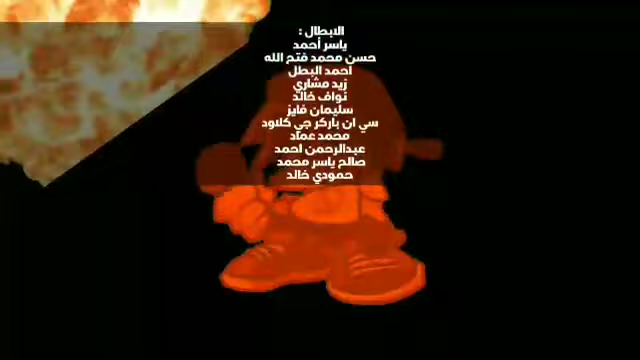 الابطال :
ياسر أحمد
حسن محمد فتح الله
احمد البطل
زيد مشاري
نواف خالد
سليمان فايز
سي ان باركر جي كلاود
محمد عماد
عبدالرحمن احمد
صالح ياسر محمد
حمودي خالد